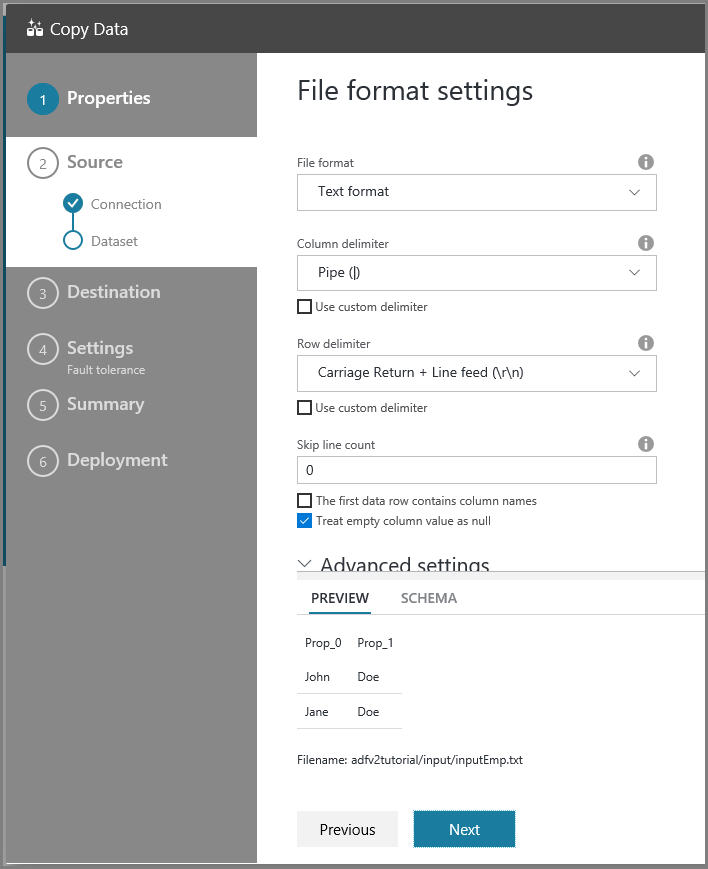 Copy Data
1 Properties
2 Source
Connection
Dataset
3 Destination
4 Settings
Fault tolerance
5 Summary
6 Deployment
File format settings
File format
Text format
Column delimiter
Pipe (|)
Use custom delimiter
Row delimiter
Carriage Return + Line feed (\r\n)
Use custom delimiter
Skip line count
0
The first data row contains column names
Treat empty column value as null
Advanced settings
PREVIEW SCHEMA
Prop_0 Prop_1
John Doe
Jane Doe
Filename: adfv2tutorial/input/inputEmp.txt
Previous Next